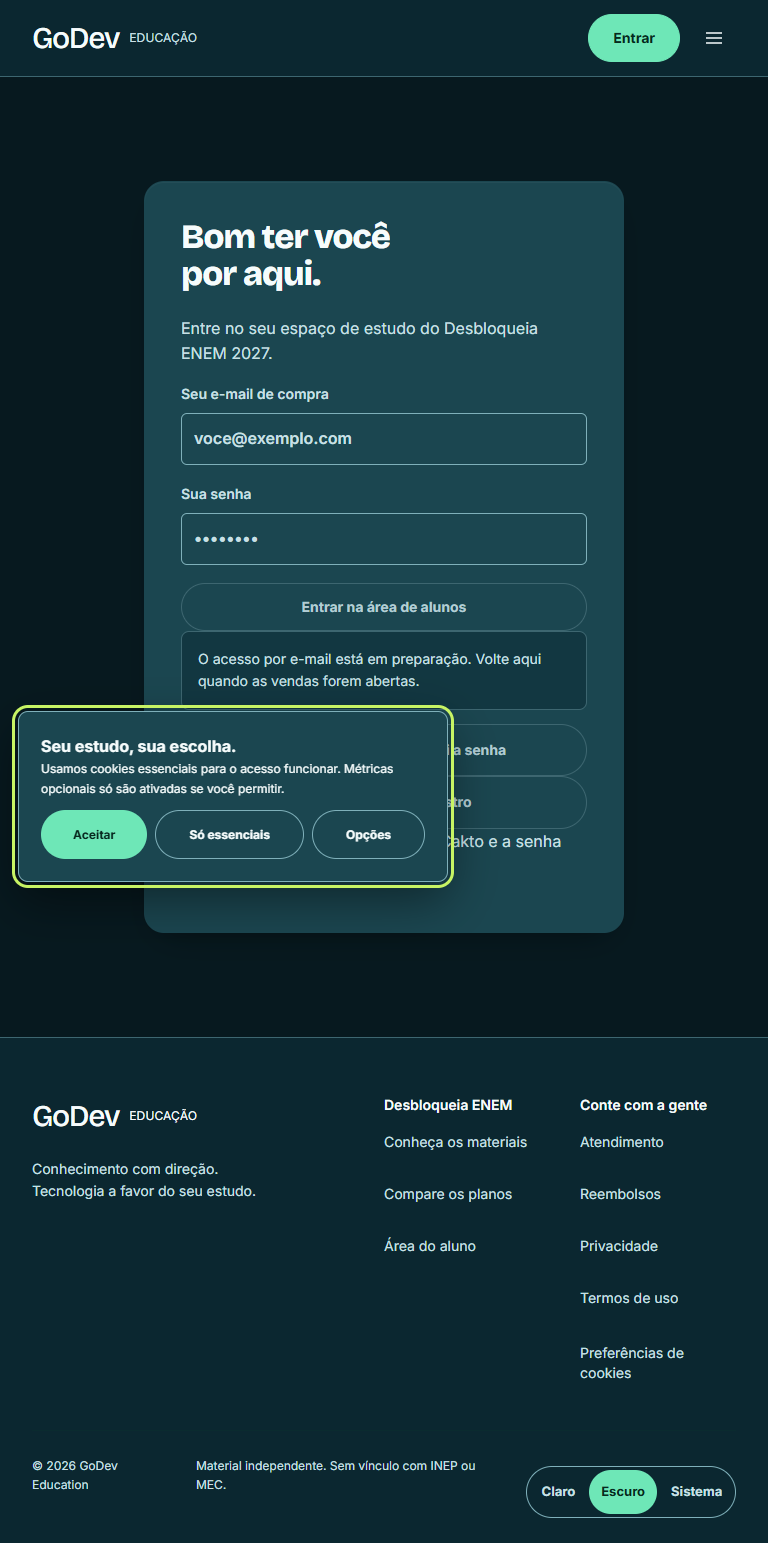 GoDev EDUCAÇÃO
Entrar
Bom ter você
por aqui.
Entre no seu espaço de estudo do Desbloqueia
ENEM 2027.
Seu e-mail de compra
voce@exemplo.com
Sua senha
••••••••
Entrar na área de alunos
O acesso por e-mail está em preparação. Volte aqui
quando as vendas forem abertas.
a senha
Cakto e a senha
Seu estudo, sua escolha.
Usamos cookies essenciais para o acesso funcionar. Métricas
opcionais só são ativadas se você permitir.
Aceitar
Só essenciais
Opções
GoDev EDUCAÇÃO
Conhecimento com direção.
Tecnologia a favor do seu estudo.
Desbloqueia ENEM
Conheça os materiais
Compare os planos
Área do aluno
Conte com a gente
Atendimento
Reembolsos
Privacidade
Termos de uso
Preferências de
cookies
© 2026 GoDev
Education
Material independente. Sem vínculo com INEP ou
MEC.
Claro
Escuro
Sistema